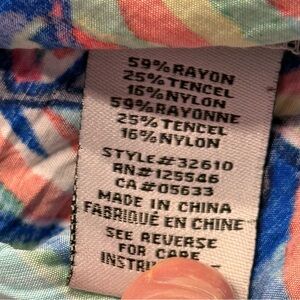 59% RAYON
25% TENCEL
16% NYLON
59% RAYONNE
25% TENCEL
16% NYLON
STYLE#32610
RN#125546
CA#05633
MADE IN CHINA
FABRIQUÉ EN CHINE
SEE REVERSE
FOR CARE